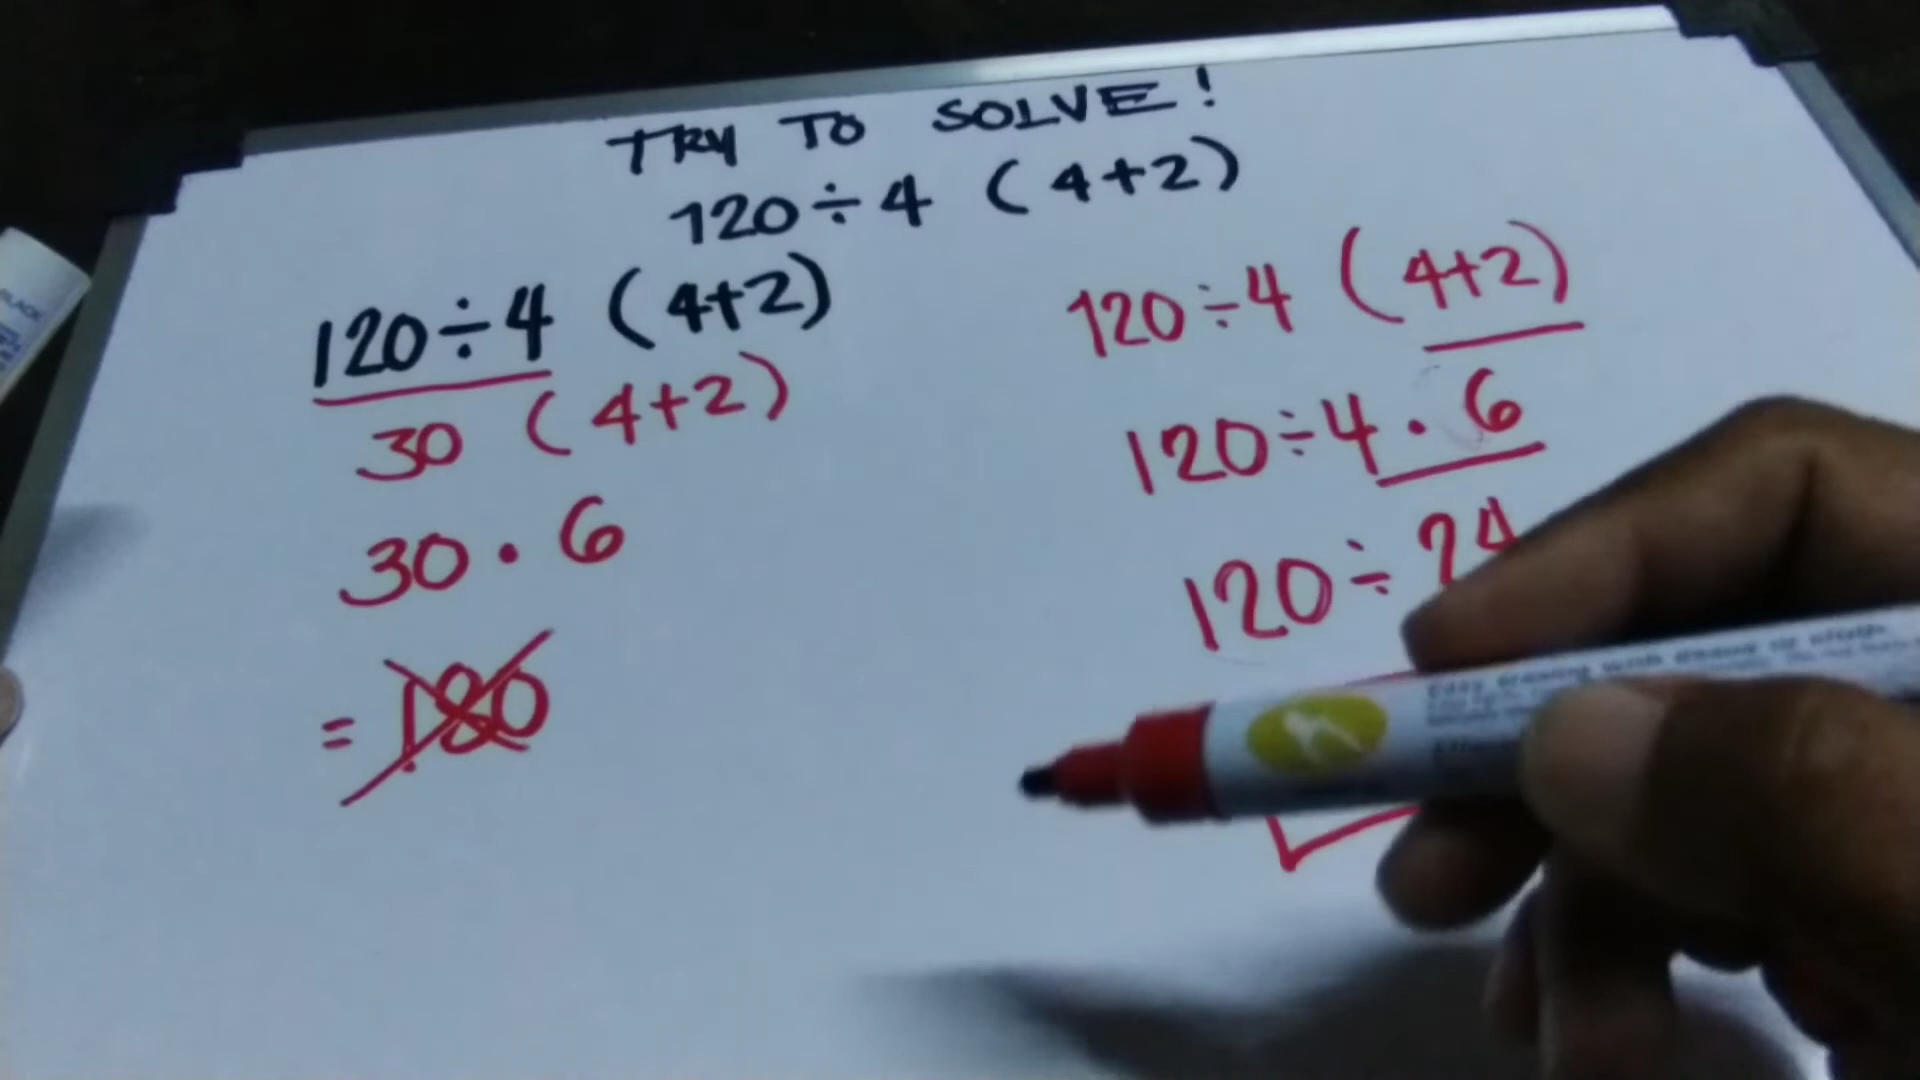 TRY TO SOLVE!
120÷4 (4+2)
120÷4 (4+2)
30 (4+2)
30 · 6
= 180
120÷4 (4+2)
120÷4 · 6
120÷24